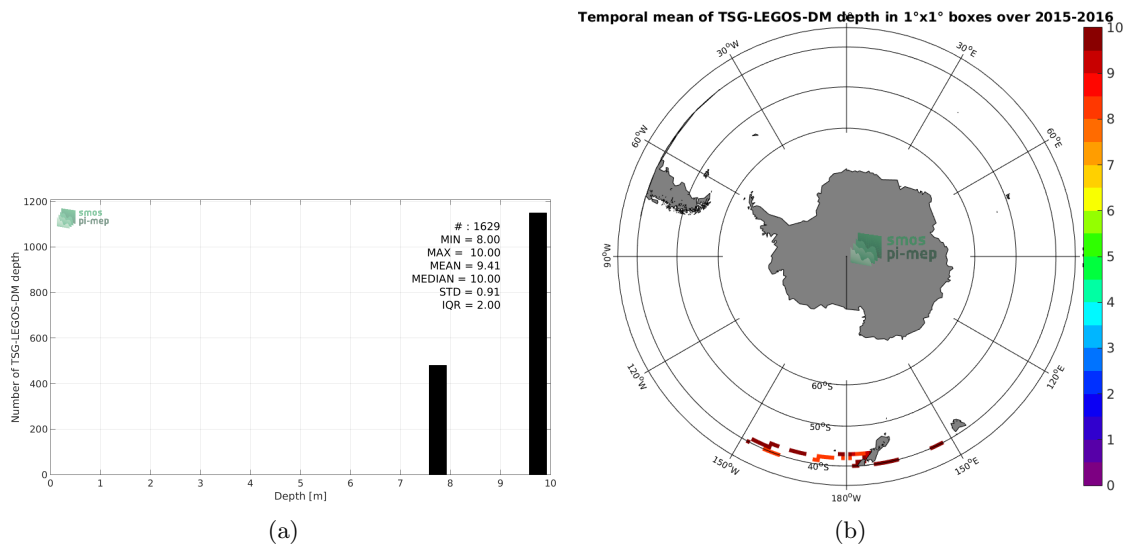 Temporal mean of TSG-LEGOS-DM depth in 1°x1° boxes over 2015-2016
smos
pi-mep
# : 1629
MIN = 8.00
MAX = 10.00
MEAN = 9.41
MEDIAN = 10.00
STD = 0.91
IQR = 2.00
1200
1000
800
600
400
200
0
Number of TSG-LEGOS-DM depth
0 1 2 3 4 5 6 7 8 9 10
Depth [m]
(a)
30°W
30°E
60°W
60°E
90°W
120°W
120°E
150°W
150°E
180°W
60°S
50°S
40°S
smos
pi-mep
10
9
8
7
6
5
4
3
2
1
0
(b)